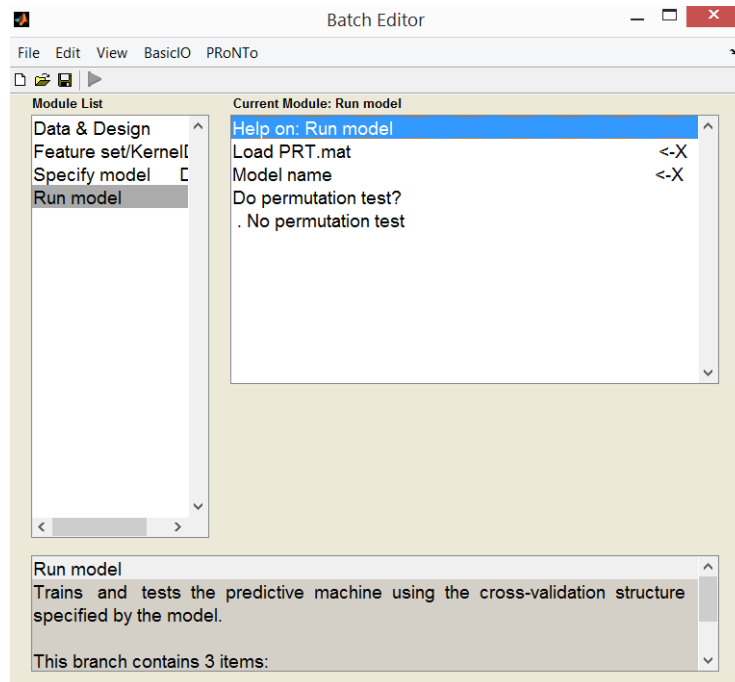 Batch Editor
File Edit View BasicIO PRoNTo
Module List
Current Module: Run model
Data & Design
Feature set/Kernel
Specify model D
Run model
Help on: Run model
Load PRT.mat <-X
Model name <-X
Do permutation test?
. No permutation test
Run model
Trains and tests the predictive machine using the cross-validation structure
specified by the model.
This branch contains 3 items: